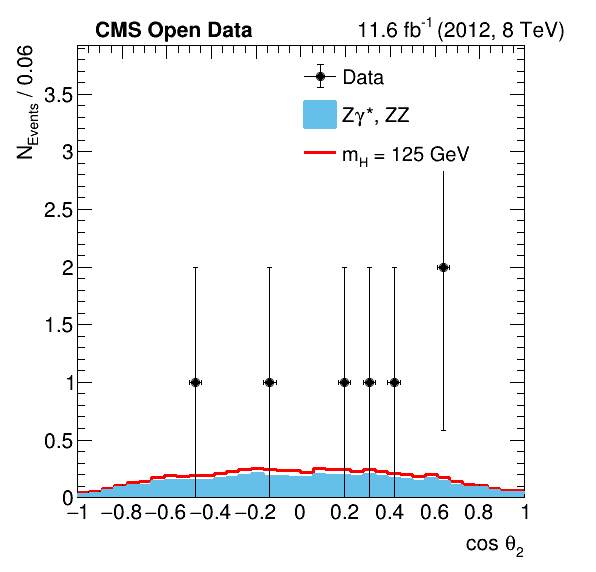 CMS Open Data 11.6 fb⁻¹ (2012, 8 TeV)
N_Events / 0.06
Data
Zγ*, ZZ
m_H = 125 GeV
3.5
3
2.5
2
1.5
1
0.5
0
−1 −0.8 −0.6 −0.4 −0.2 0 0.2 0.4 0.6 0.8 1
cos θ₂